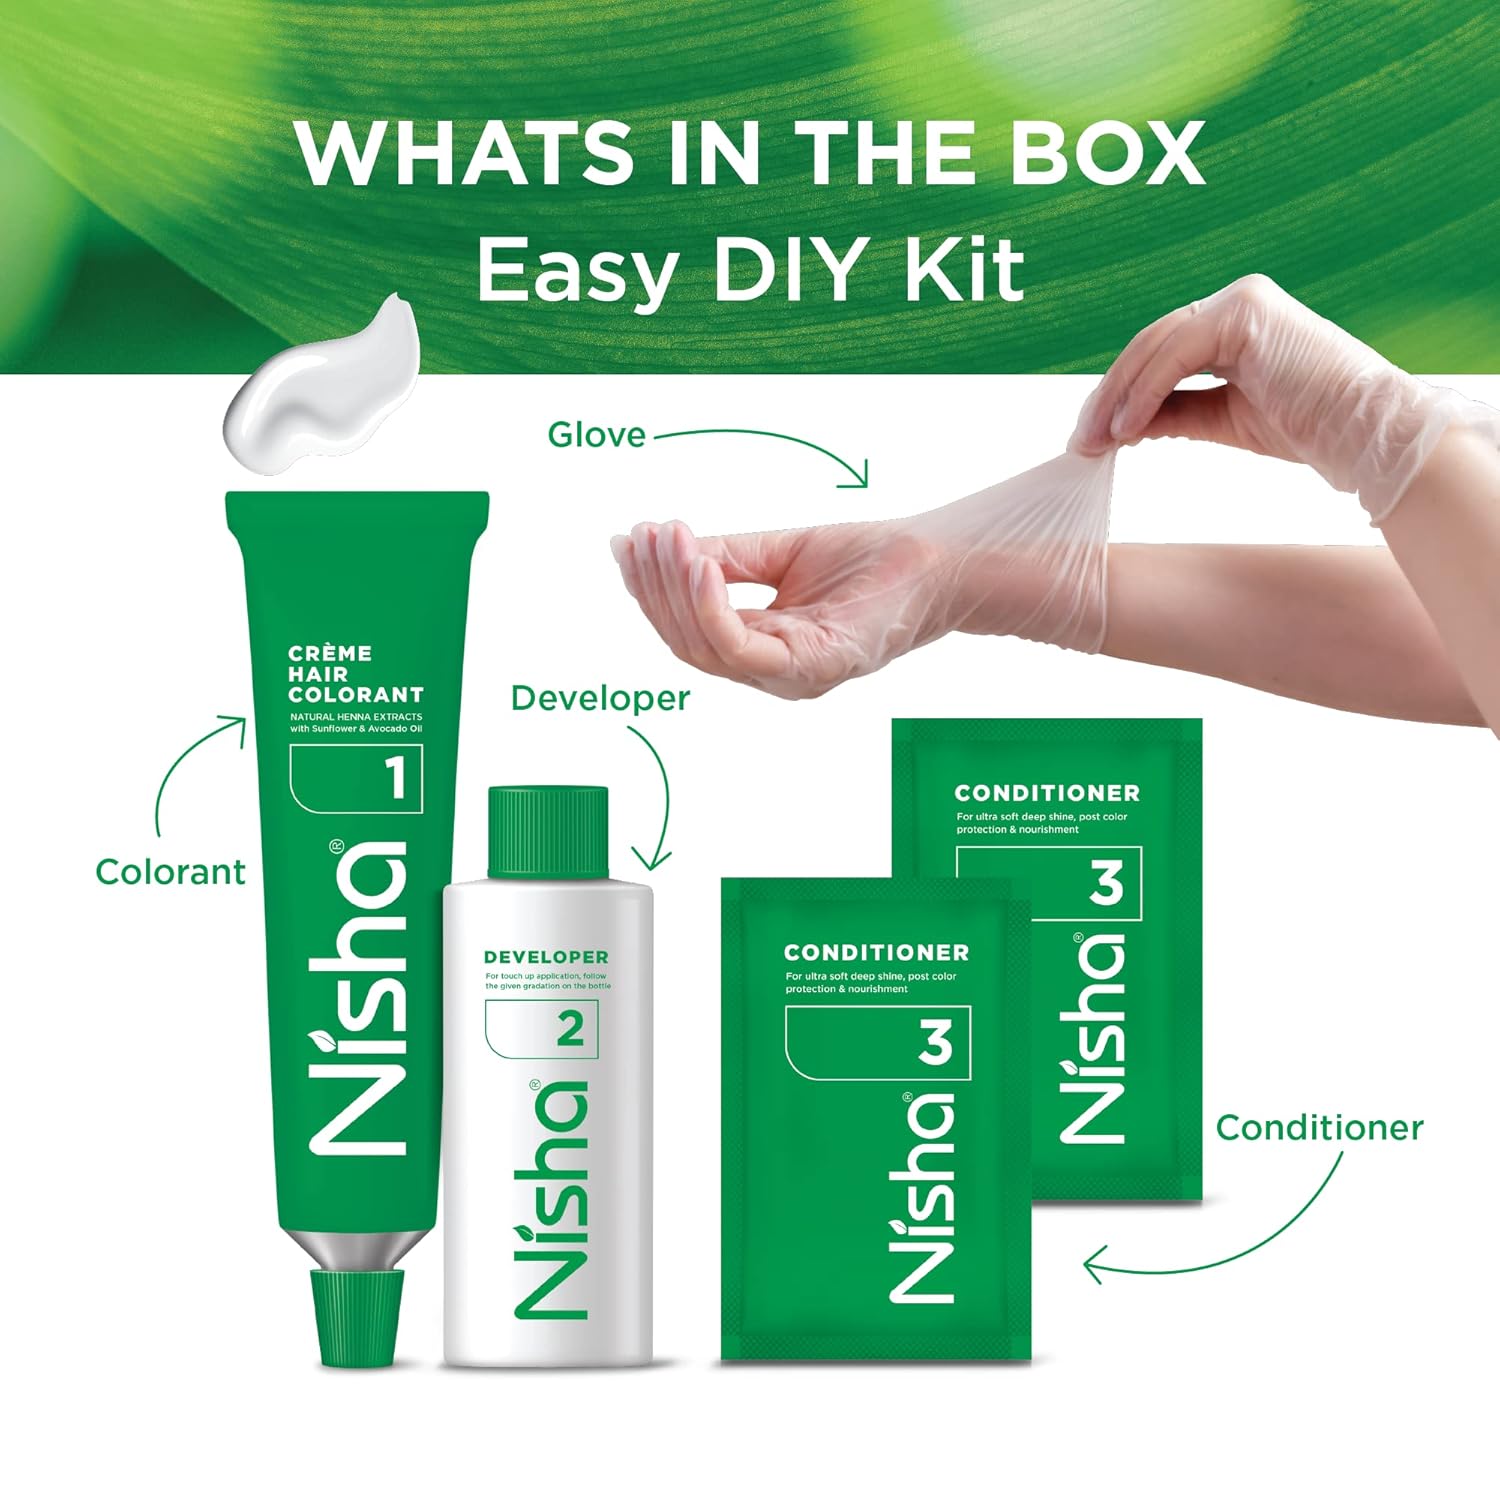 WHATS IN THE BOX
Easy DIY Kit
Glove
CRÈME
HAIR
COLORANT
NATURAL HENNA EXTRACTS
with Sunflower & Avocado Oil
1
Nisha®
Colorant
Developer
DEVELOPER
For touch up application, follow
the given gradation on the bottle
2
Nisha®
CONDITIONER
For ultra soft deep shine, post color
protection & nourishment
3
Nisha®
CONDITIONER
For ultra soft deep shine, post color
protection & nourishment
3
Nisha®
Conditioner